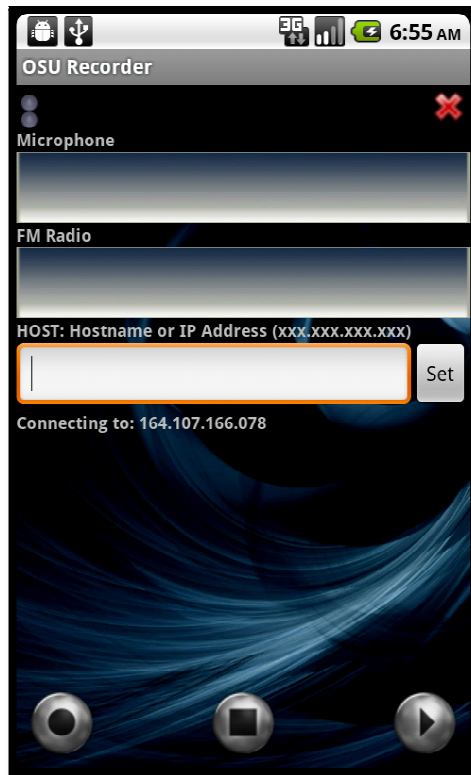 3G 6:55 AM
OSU Recorder
Microphone
FM Radio
HOST: Hostname or IP Address (xxx.xxx.xxx.xxx)
Set
Connecting to: 164.107.166.078